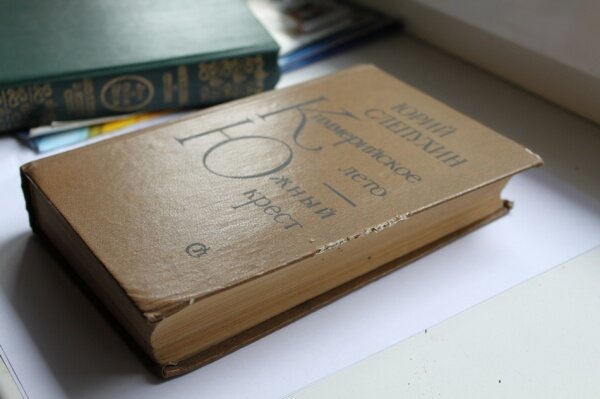 ЮРИЙ
СЛЕПУХИН
Киммерийское
лето
—
Южный
крест